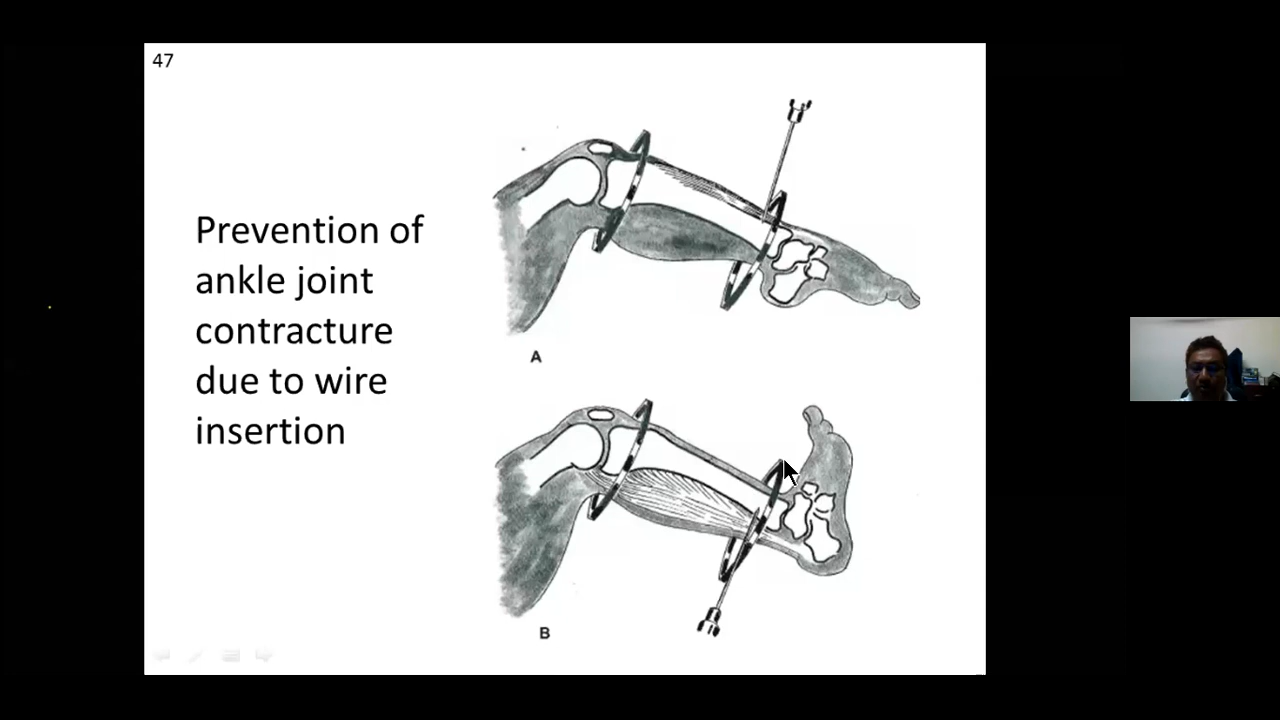 47
Prevention of
ankle joint
contracture
due to wire
insertion
A
B